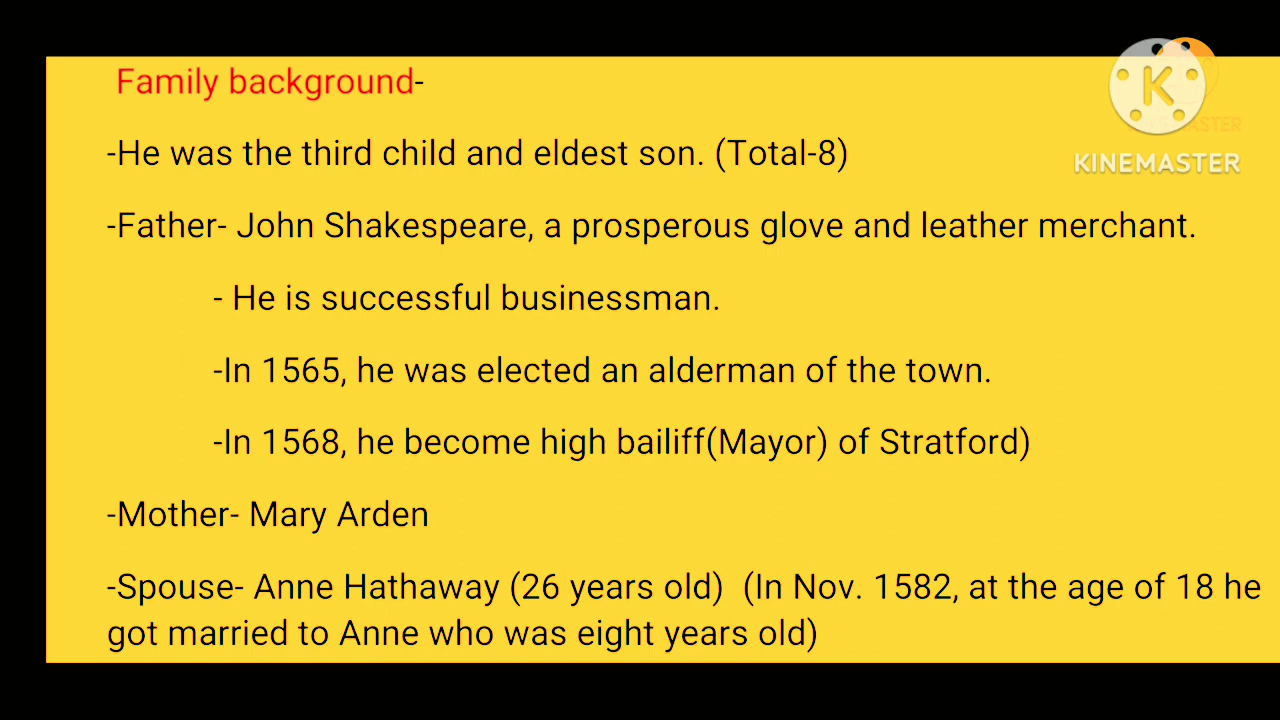 Family background-
-He was the third child and eldest son. (Total-8)
-Father- John Shakespeare, a prosperous glove and leather merchant.
- He is successful businessman.
-In 1565, he was elected an alderman of the town.
-In 1568, he become high bailiff(Mayor) of Stratford)
-Mother- Mary Arden
-Spouse- Anne Hathaway (26 years old) (In Nov. 1582, at the age of 18 he
got married to Anne who was eight years old)
K
KINEMASTER